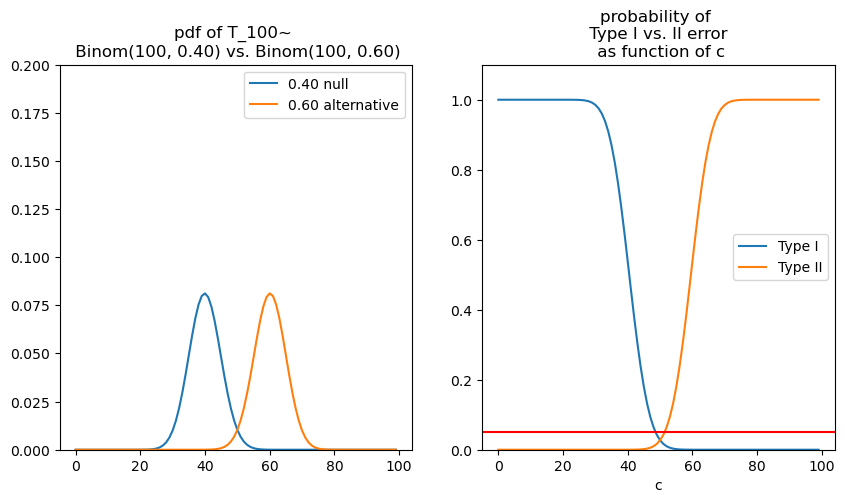 pdf of T_100~
Binom(100, 0.40) vs. Binom(100, 0.60)
0.200
0.175
0.150
0.125
0.100
0.075
0.050
0.025
0.000
0
20
40
60
80
100
0.40 null
0.60 alternative
probability of
Type I vs. II error
as function of c
1.0
0.8
0.6
0.4
0.2
0.0
0
20
40
60
80
100
c
Type I
Type II